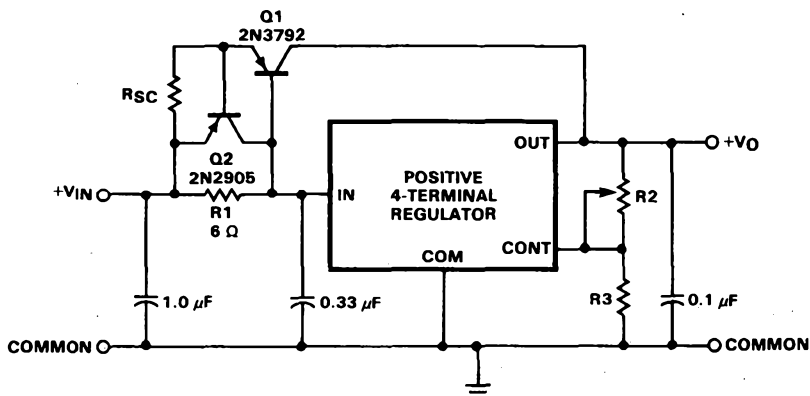 Q1
2N3792
RSC
Q2
2N2905
+VIN
R1
6 Ω
IN
POSITIVE
4-TERMINAL
REGULATOR
OUT
CONT
COM
+VO
R2
R3
1.0 μF
0.33 μF
0.1 μF
COMMON
COMMON